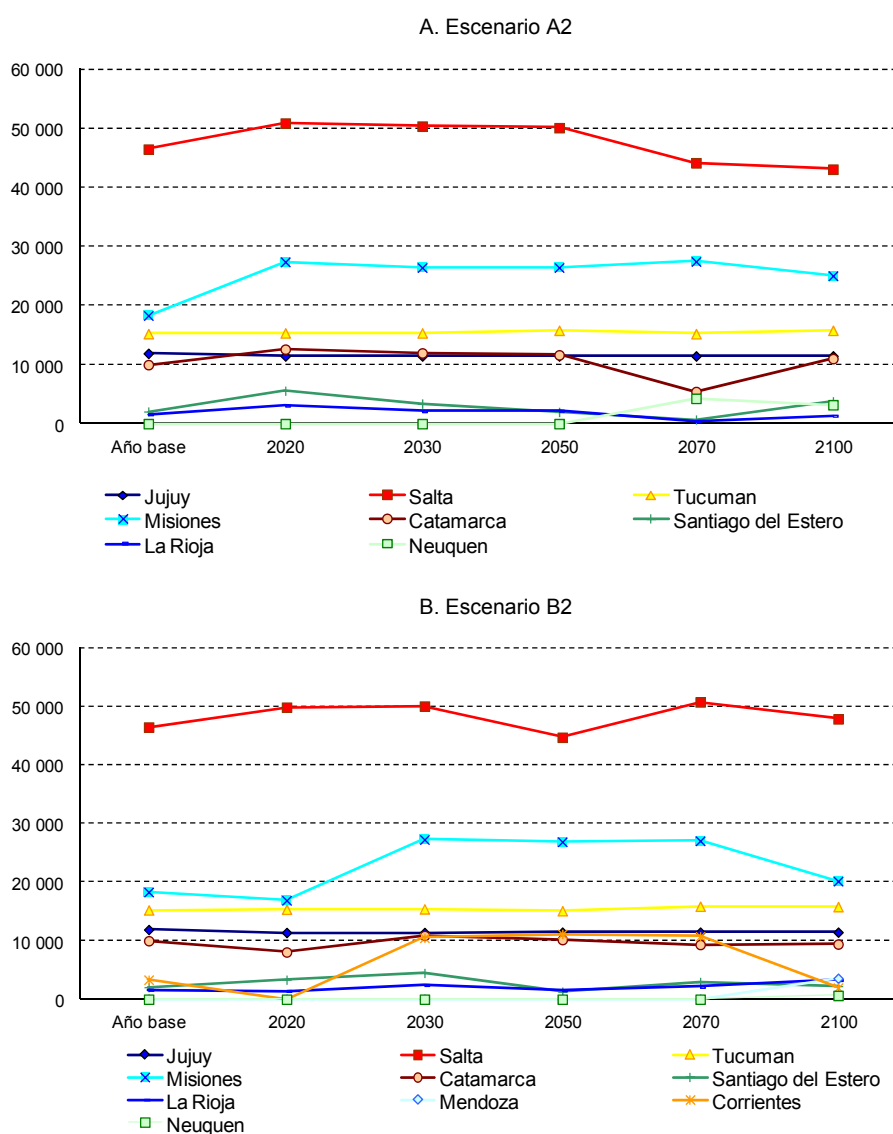 A. Escenario A2
60 000
50 000
40 000
30 000
20 000
10 000
0
Año base 2020 2030 2050 2070 2100
Jujuy Salta Tucuman
Misiones Catamarca Santiago del Estero
La Rioja Neuquen
B. Escenario B2
60 000
50 000
40 000
30 000
20 000
10 000
0
Año base 2020 2030 2050 2070 2100
Jujuy Salta Tucuman
Misiones Catamarca Santiago del Estero
La Rioja Mendoza Corrientes
Neuquen